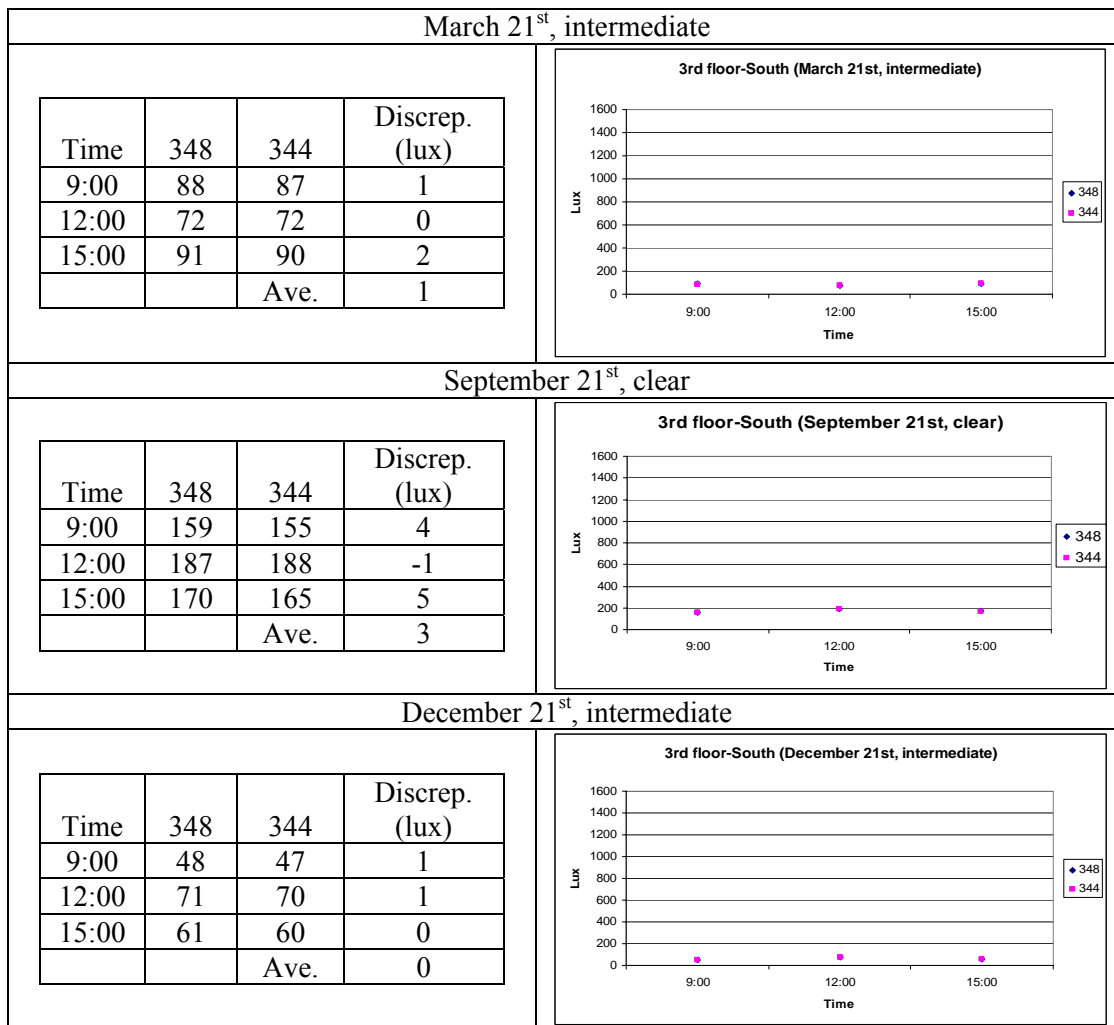 March 21st, intermediate
Time 348 344 Discrep. (lux)
9:00 88 87 1
12:00 72 72 0
15:00 91 90 2
Ave. 1
3rd floor-South (March 21st, intermediate)
1600
1400
1200
1000
800
600
400
200
0
Lux
9:00 12:00 15:00
Time
348
344
September 21st, clear
Time 348 344 Discrep. (lux)
9:00 159 155 4
12:00 187 188 -1
15:00 170 165 5
Ave. 3
3rd floor-South (September 21st, clear)
1600
1400
1200
1000
800
600
400
200
0
Lux
9:00 12:00 15:00
Time
348
344
December 21st, intermediate
Time 348 344 Discrep. (lux)
9:00 48 47 1
12:00 71 70 1
15:00 61 60 0
Ave. 0
3rd floor-South (December 21st, intermediate)
1600
1400
1200
1000
800
600
400
200
0
Lux
9:00 12:00 15:00
Time
348
344